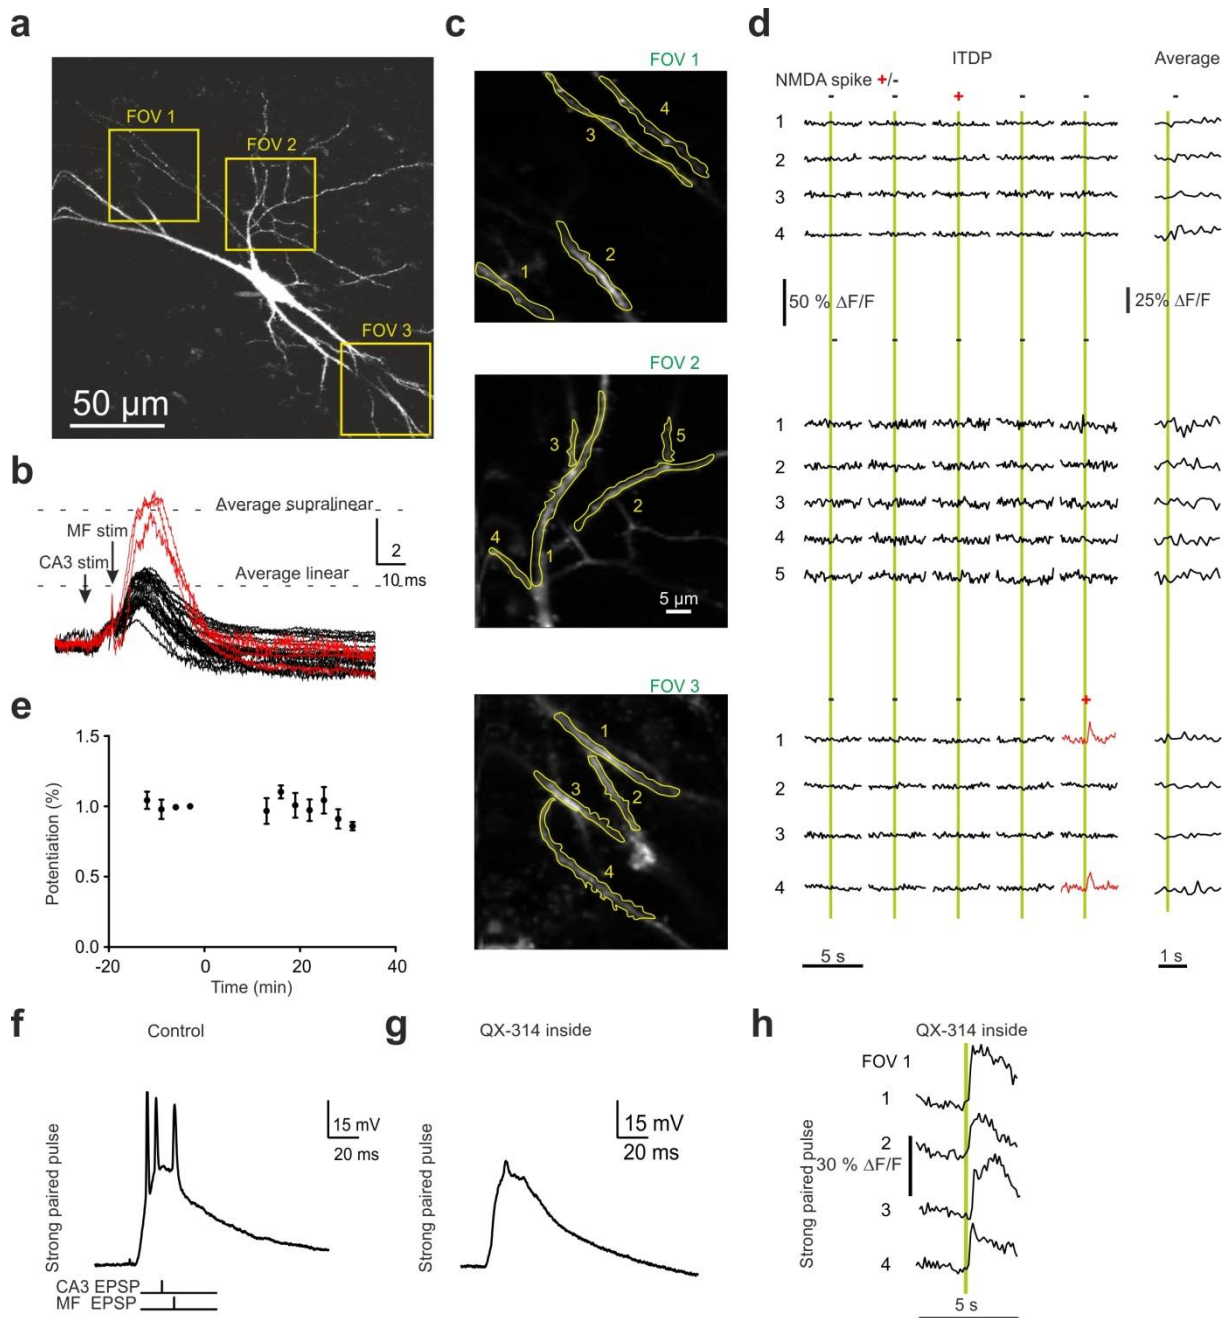 a
FOV 1
FOV 2
FOV 3
50 µm
b
Average supralinear
MF stim
CA3 stim
2
10 ms
Average linear
c
FOV 1
4
3
2
1
FOV 2
3
5
2
4
1
5 µm
FOV 3
1
3
2
4
d
ITDP
Average
NMDA spike +/-
- - + - - -
1
2
3
4
50 % ΔF/F
25% ΔF/F
- - - - -
1
2
3
4
5
- - - - +
1
2
3
4
5 s
1 s
e
Potentiation (%)
1.5
1.0
0.5
0.0
-20 0 20 40
Time (min)
f
Control
Strong paired pulse
15 mV
20 ms
CA3 EPSP
MF EPSP
g
QX-314 inside
Strong paired pulse
15 mV
20 ms
h
QX-314 inside
FOV 1
Strong paired pulse
1
2
30 % ΔF/F
3
4
5 s